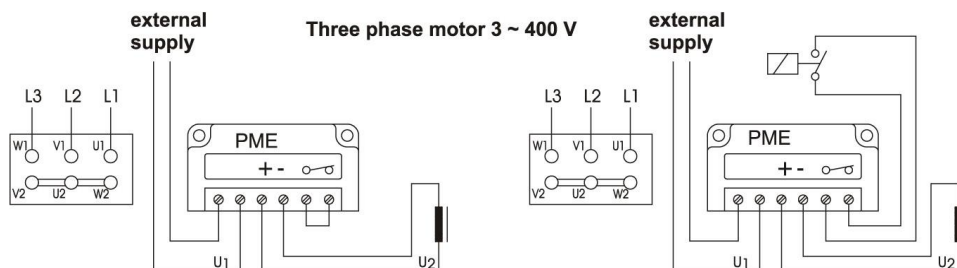 external supply
Three phase motor 3 ~ 400 V
external supply
L3 L2 L1
W1 V1 U1
V2 U2 W2
PME
+ -
U1
U2
L3 L2 L1
W1 V1 U1
V2 U2 W2
PME
+ -
U1
U2